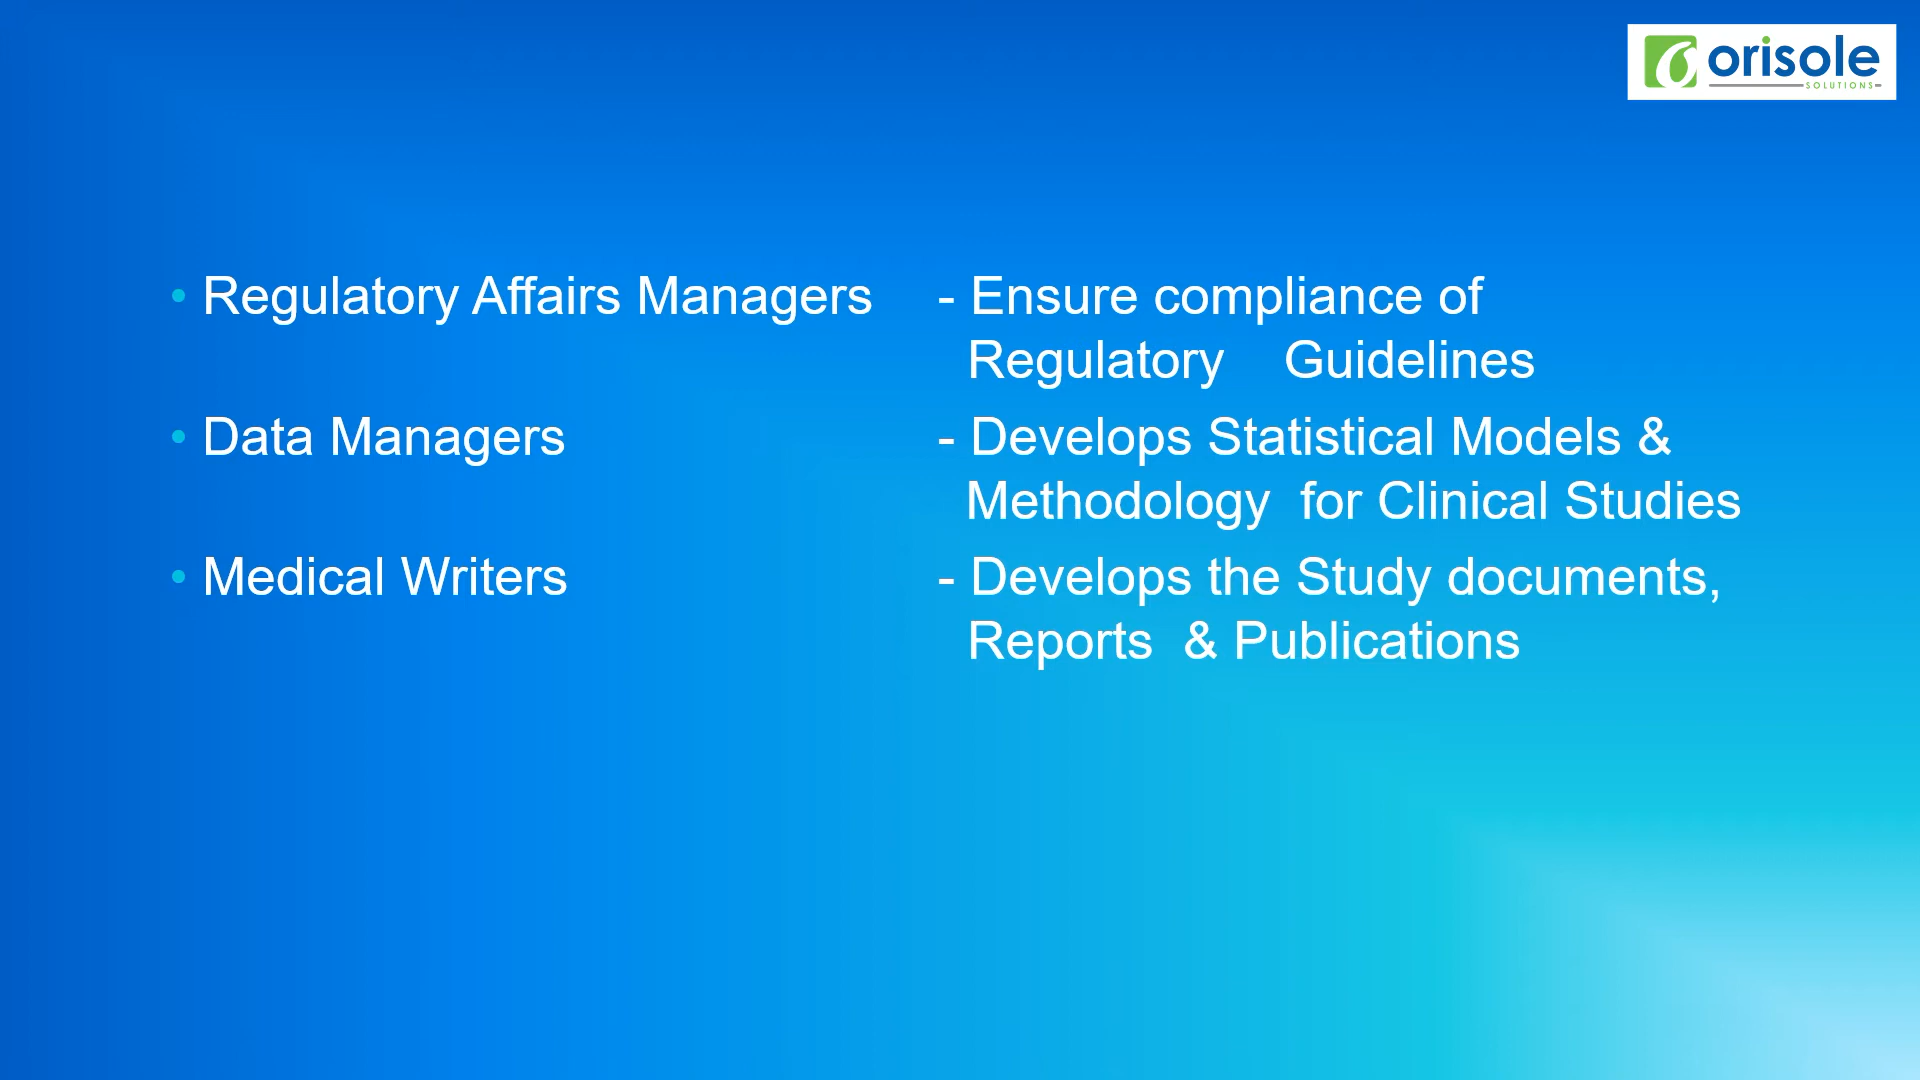 orisole
SOLUTIONS
• Regulatory Affairs Managers - Ensure compliance of
Regulatory Guidelines
• Data Managers - Develops Statistical Models &
Methodology for Clinical Studies
• Medical Writers - Develops the Study documents,
Reports & Publications